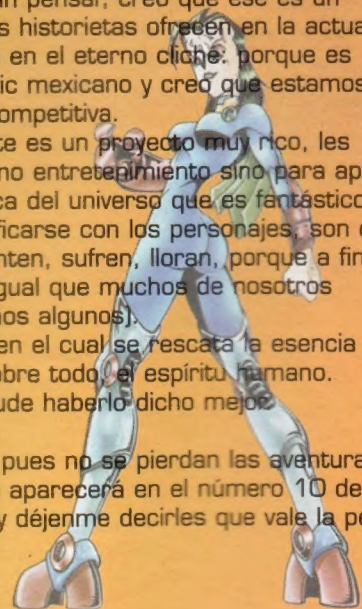 an pensar, creo que ese es un
s historietas ofrecen en la actua
en el eterno cliché. porque es
ic mexicano y creo que estamos
ompetitiva.
te es un proyecto muy rico, les
no entretenimiento sino para ap
ca del universo que es fantástico
ficarse con los personajes, son
nten, sufren, lloran, porque a fin
gual que muchos de nosotros
nos algunos).
en el cual se rescata la esencia
obre todo, el espíritu humano.
ude haberlo dicho mejor
pues no se pierdan las aventura
aparecerá en el número 10 de
y déjenme decirles que vale la pe